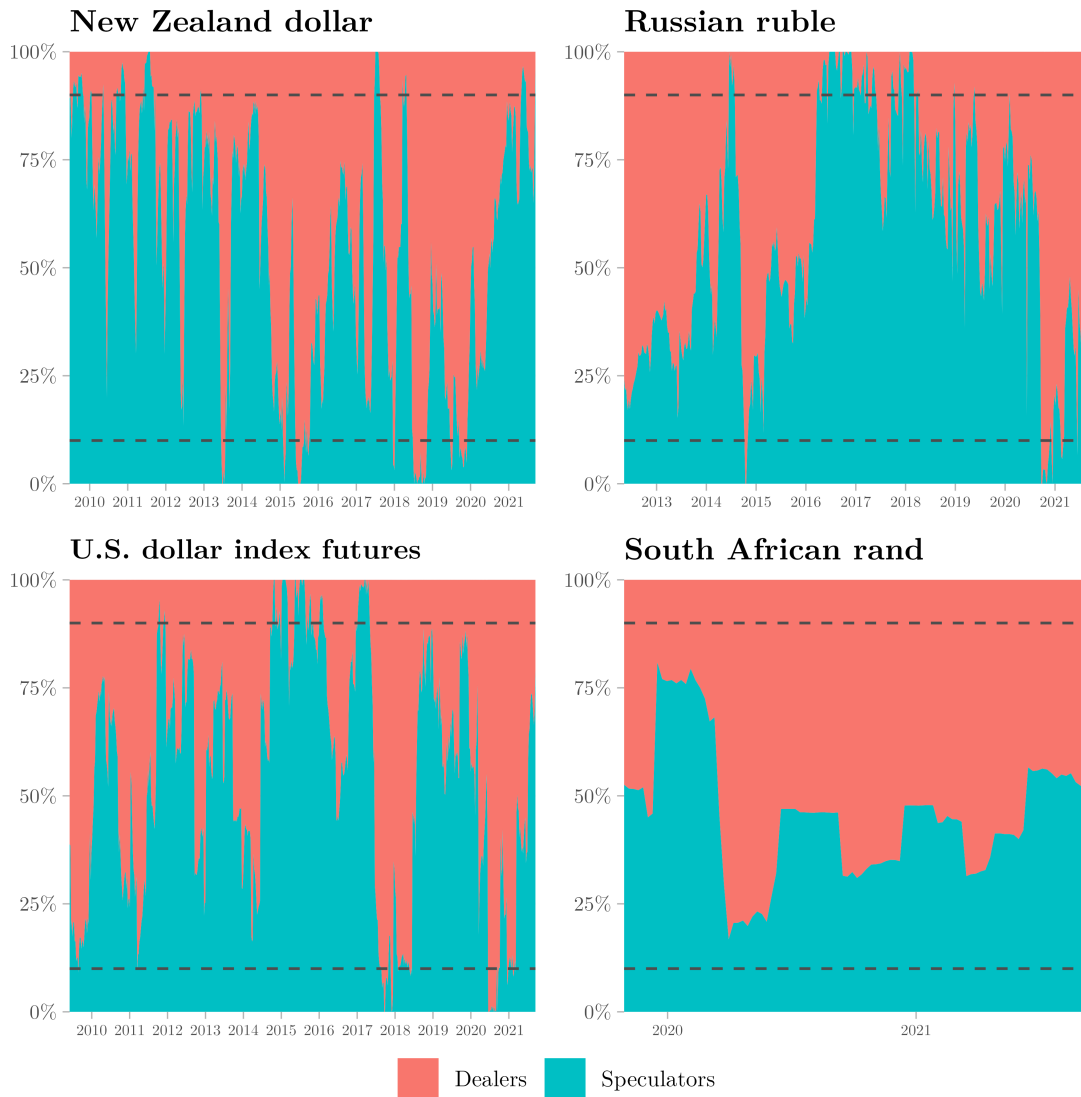 New Zealand dollar
100%
75%
50%
25%
0%
2010 2011 2012 2013 2014 2015 2016 2017 2018 2019 2020 2021
Russian ruble
100%
75%
50%
25%
0%
2013 2014 2015 2016 2017 2018 2019 2020 2021
U.S. dollar index futures
100%
75%
50%
25%
0%
2010 2011 2012 2013 2014 2015 2016 2017 2018 2019 2020 2021
South African rand
100%
75%
50%
25%
0%
2020 2021
Dealers Speculators